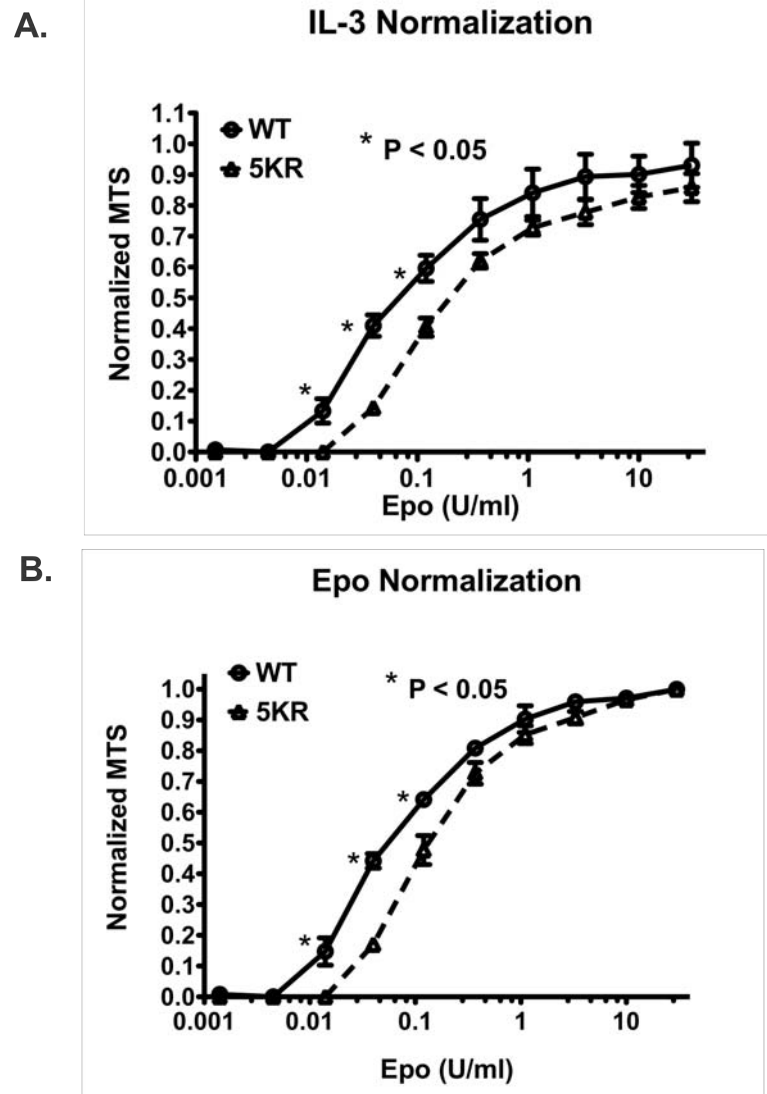 A.
IL-3 Normalization
WT
5KR
* P < 0.05
Normalized MTS
1.1
1.0
0.9
0.8
0.7
0.6
0.5
0.4
0.3
0.2
0.1
0.0
*
*
*
0.001 0.01 0.1 1 10
Epo (U/ml)
B.
Epo Normalization
WT
5KR
* P < 0.05
Normalized MTS
1.0
0.9
0.8
0.7
0.6
0.5
0.4
0.3
0.2
0.1
0.0
*
*
*
0.001 0.01 0.1 1 10
Epo (U/ml)